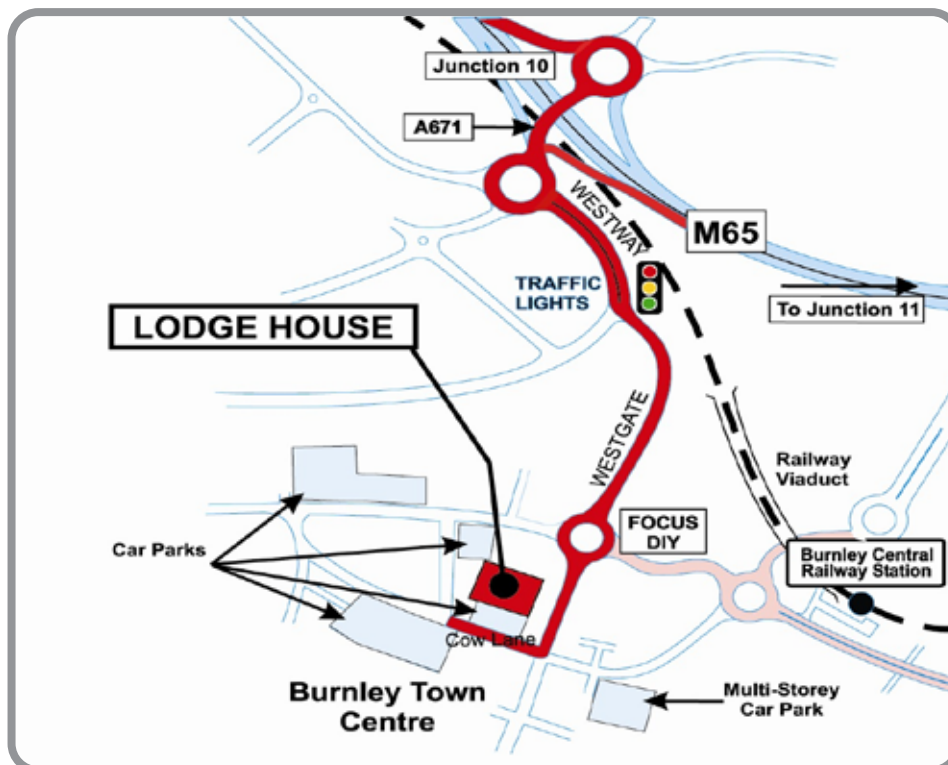 Junction 10
A671
WESTWAY
M65
TRAFFIC
LIGHTS
To Junction 11
LODGE HOUSE
WESTGATE
Railway
Viaduct
FOCUS
DIY
Car Parks
Burnley Central
Railway Station
Cow Lane
Burnley Town
Centre
Multi-Storey
Car Park